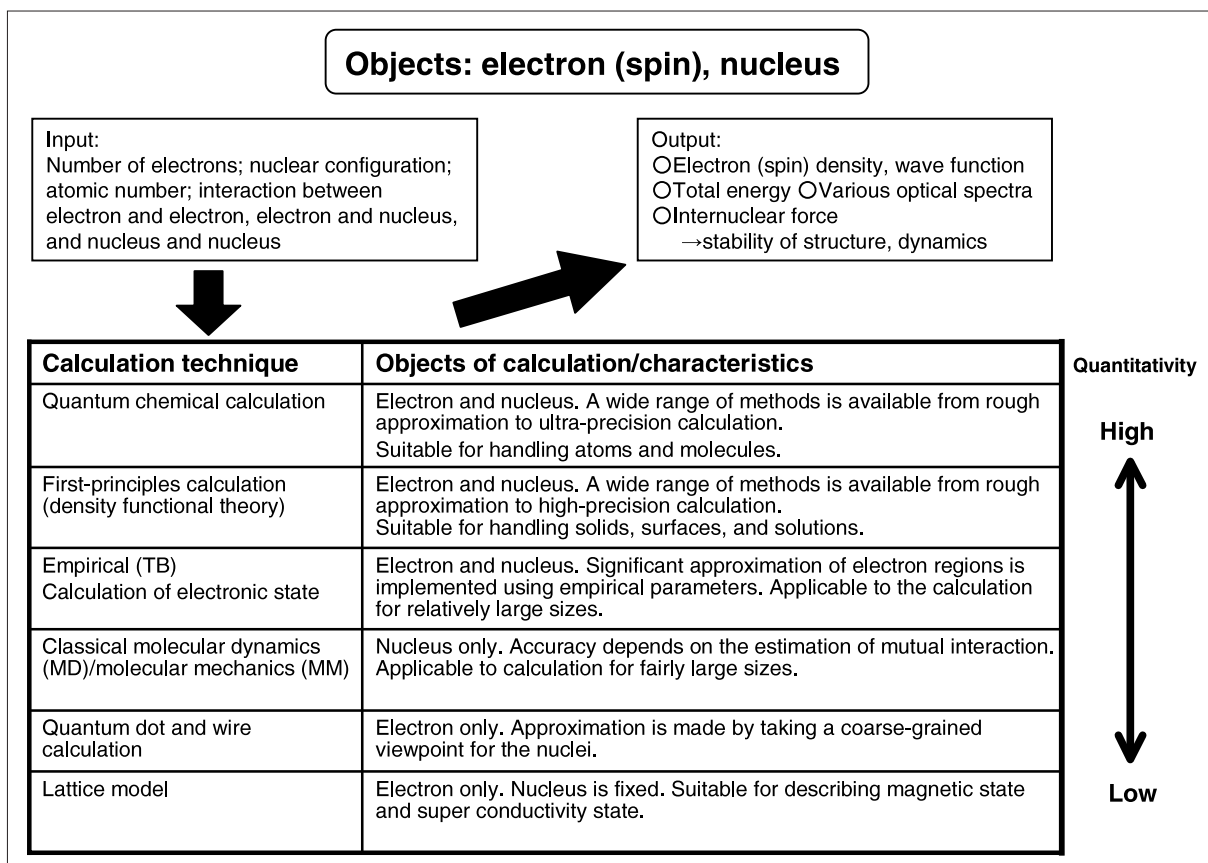 Objects: electron (spin), nucleus
Input:
Number of electrons; nuclear configuration;
atomic number; interaction between
electron and electron, electron and nucleus,
and nucleus and nucleus
Output:
○Electron (spin) density, wave function
○Total energy ○Various optical spectra
○Internuclear force
→stability of structure, dynamics
Calculation technique
Objects of calculation/characteristics
Quantitativity
Quantum chemical calculation
Electron and nucleus. A wide range of methods is available from rough
approximation to ultra-precision calculation.
Suitable for handling atoms and molecules.
High
First-principles calculation
(density functional theory)
Electron and nucleus. A wide range of methods is available from rough
approximation to high-precision calculation.
Suitable for handling solids, surfaces, and solutions.
Empirical (TB)
Calculation of electronic state
Electron and nucleus. Significant approximation of electron regions is
implemented using empirical parameters. Applicable to the calculation
for relatively large sizes.
Classical molecular dynamics
(MD)/molecular mechanics (MM)
Nucleus only. Accuracy depends on the estimation of mutual interaction.
Applicable to calculation for fairly large sizes.
Quantum dot and wire
calculation
Electron only. Approximation is made by taking a coarse-grained
viewpoint for the nuclei.
Lattice model
Electron only. Nucleus is fixed. Suitable for describing magnetic state
and super conductivity state.
Low